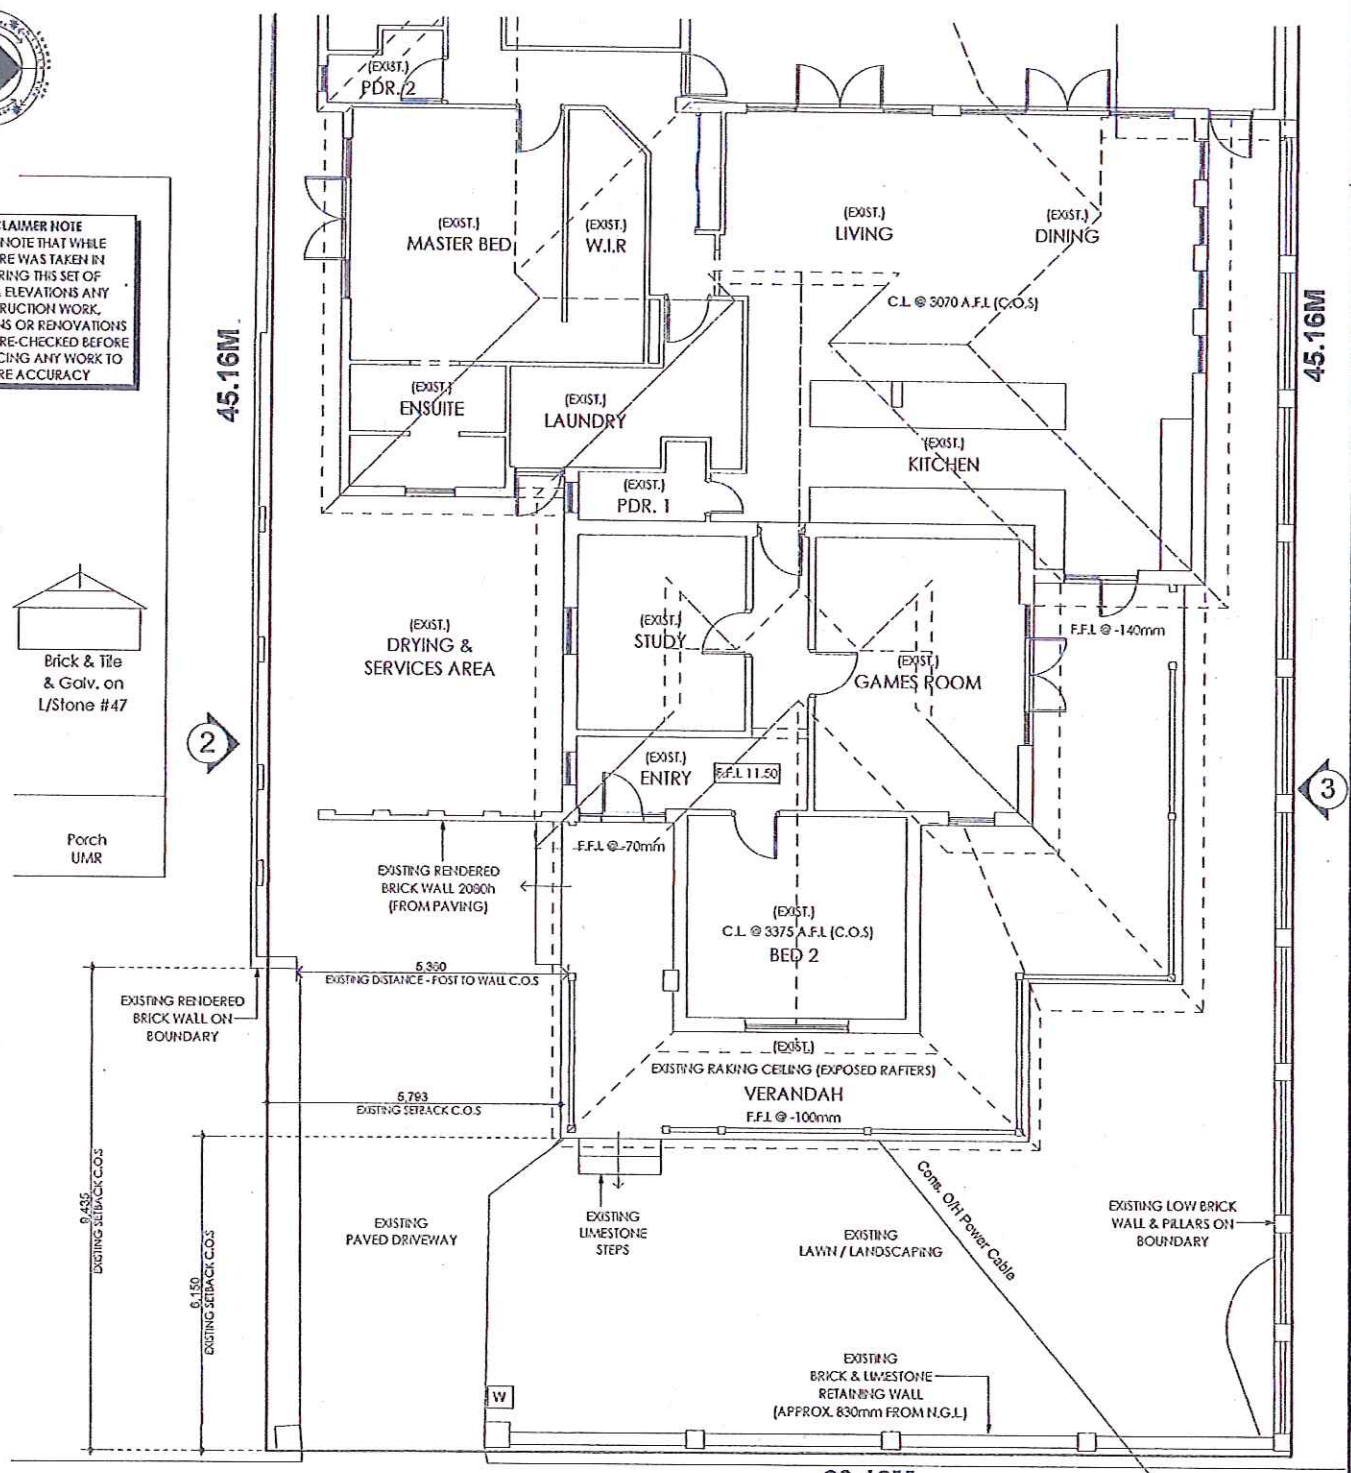 (EXIST.)
PDR. 2
CLAIMER NOTE
NOTE THAT WHILE
RE WAS TAKEN IN
RING THIS SET OF
ELEVATIONS ANY
RUCTION WORK,
NS OR RENOVATIONS
RE-CHECKED BEFORE
CING ANY WORK TO
RE ACCURACY
45.16M
(EXIST.)
MASTER BED
(EXIST.)
W.I.R
(EXIST.)
LIVING
(EXIST.)
DINING
C.L @ 3070 A.F.L (C.O.S)
45.16M
(EXIST.)
ENSUITE
(EXIST.)
LAUNDRY
(EXIST.)
KITCHEN
(EXIST.)
PDR. 1
Brick & Tile
& Galv. on
L/Stone #47
(EXIST.)
DRYING &
SERVICES AREA
(EXIST.)
STUDY
(EXIST.)
GAMES ROOM
F.F.L @ -140mm
2
(EXIST.)
ENTRY
F.F.L 11.50
3
Porch
UMR
F.F.L @ -70mm
EXISTING RENDERED
BRICK WALL 2080h
(FROM PAVING)
(EXIST.)
C.L @ 3375 A.F.L (C.O.S)
BED 2
5,360
EXISTING DISTANCE - POST TO WALL C.O.S
EXISTING RENDERED
BRICK WALL ON
BOUNDARY
(EXIST.)
EXISTING RAKING CEILING (EXPOSED RAFTERS)
VERANDAH
F.F.L @ -100mm
5,793
EXISTING SETBACK C.O.S
9,435
EXISTING SETBACK C.O.S
6,150
EXISTING SETBACK C.O.S
EXISTING
PAVED DRIVEWAY
EXISTING
LIMESTONE
STEPS
EXISTING
LAWN / LANDSCAPING
Cons. O/H Power Cable
EXISTING LOW BRICK
WALL & PILLARS ON
BOUNDARY
EXISTING
BRICK & LIMESTONE
RETAINING WALL
(APPROX. 830mm FROM N.G.L)
W